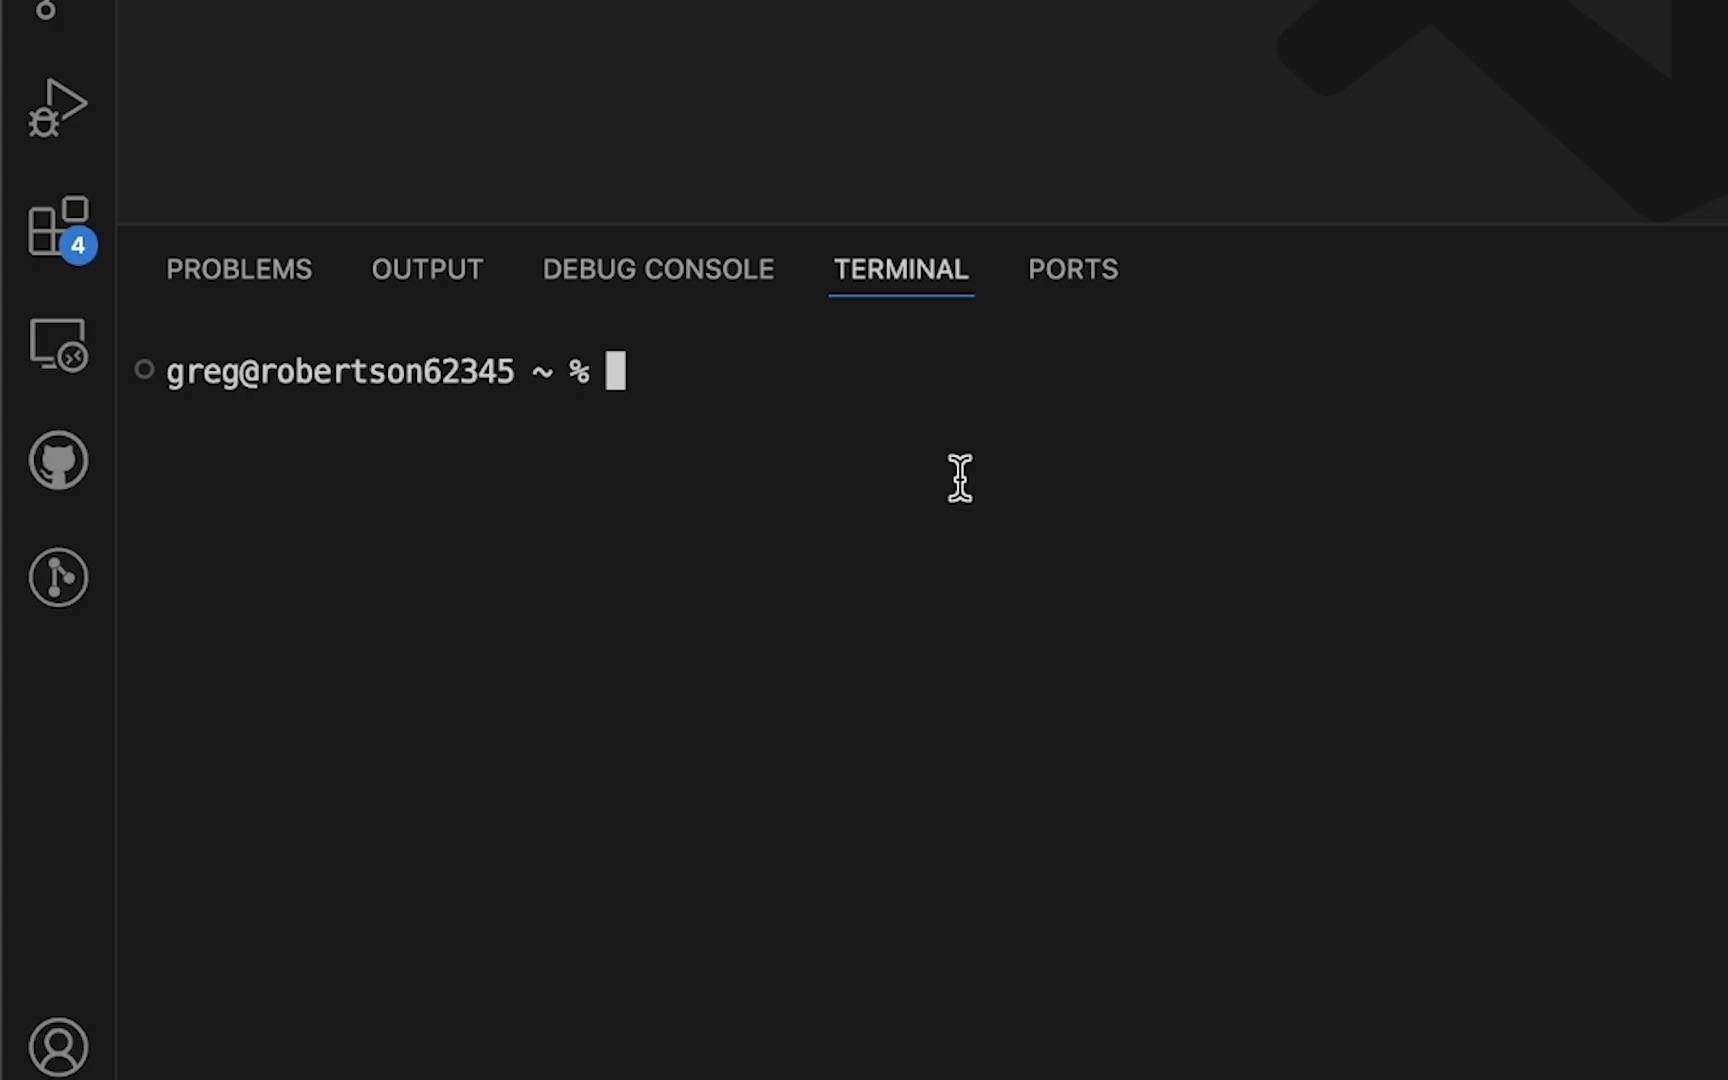 4
PROBLEMS OUTPUT DEBUG CONSOLE TERMINAL PORTS
greg@robertson62345 ~ %